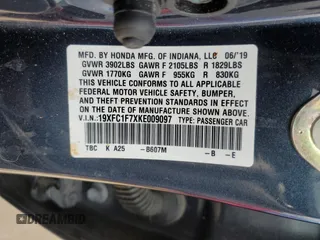 MFD. BY HONDA MFG. OF INDIANA, LLC 06/19
GVWR 3902LBS GAWR F 2105LBS R 1829LBS
GVWR 1770KG GAWR F 955KG R 830KG
THIS VEHICLE CONFORMS TO ALL APPLICABLE
FEDERAL MOTOR VEHICLE SAFETY, BUMPER,
AND THEFT PREVENTION STANDARDS IN EFFECT
ON THE DATE OF MANUFACTURE SHOWN ABOVE.
V.I.N.: 19XFC1F7XKE009097 TYPE: PASSENGER CAR
TBC K A25 -B607M -B -E
AUTOBIDMASTER